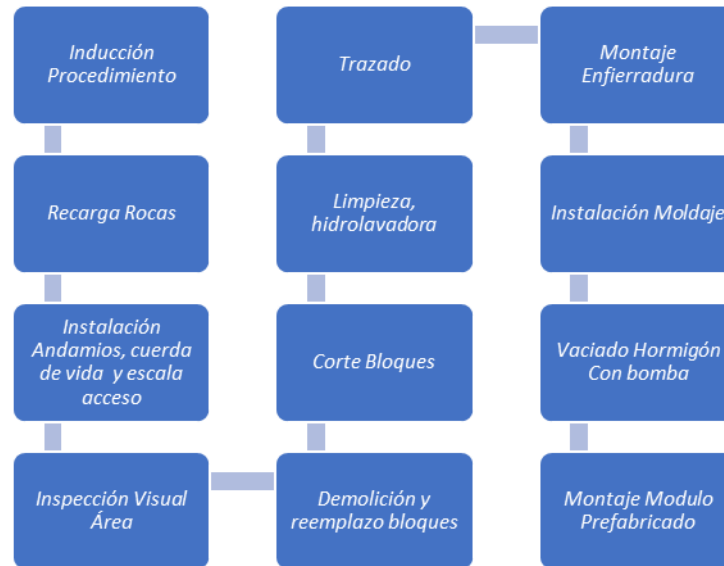 Inducción
Procedimiento
Recarga Rocas
Instalación
Andamios, cuerda
de vida y escala
acceso
Inspección Visual
Área
Demolición y
reemplazo bloques
Corte Bloques
Limpieza,
hidrolavadora
Trazado
Montaje
Enfierradura
Instalación Moldaje
Vaciado Hormigón
Con bomba
Montaje Modulo
Prefabricado